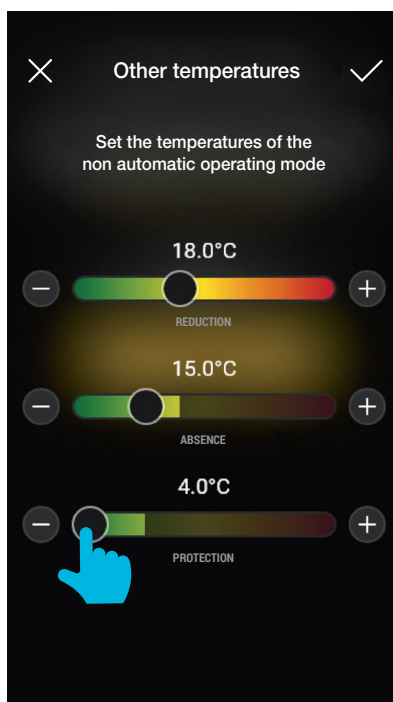 Other temperatures
Set the temperatures of the
non automatic operating mode
18.0°C
REDUCTION
15.0°C
ABSENCE
4.0°C
PROTECTION